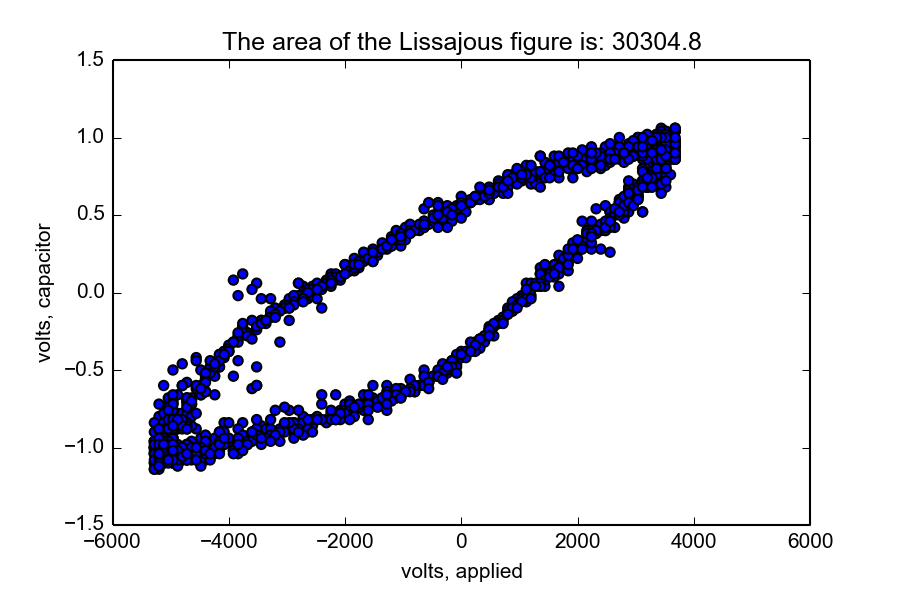 The area of the Lissajous figure is: 30304.8
1.5
1.0
0.5
0.0
−0.5
−1.0
−1.5
volts, capacitor
−6000 −4000 −2000 0 2000 4000 6000
volts, applied